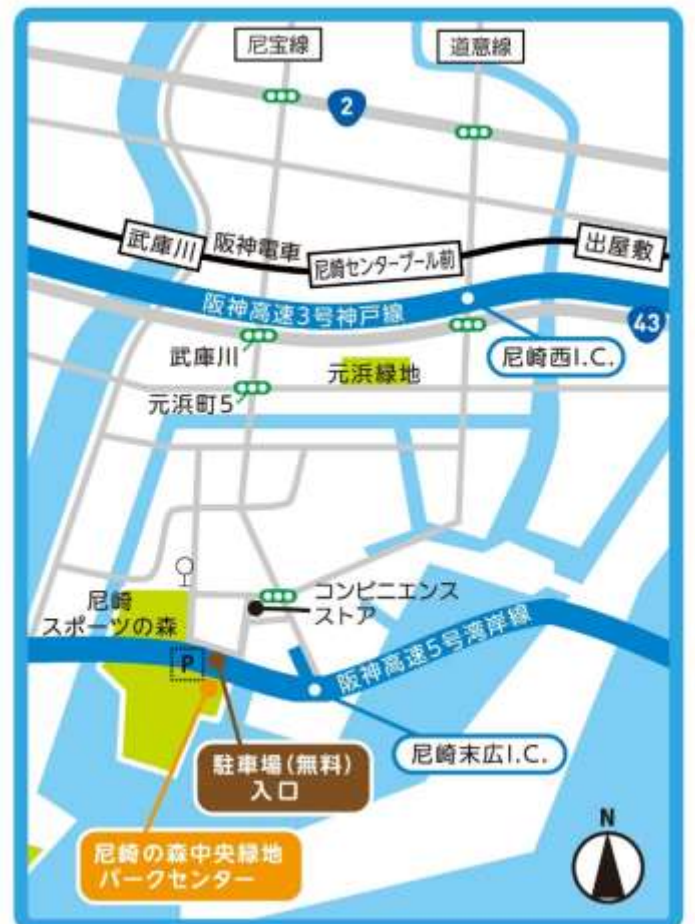 尼宝線
道意線
2
武庫川
阪神電車
尼崎センタープール前
出屋敷
阪神高速3号神戸線
43
武庫川
元浜緑地
尼崎西I.C.
元浜町5
尼崎
スポーツの森
コンビニエンス
ストア
P
阪神高速5号湾岸線
駐車場(無料)
入口
尼崎末広I.C.
尼崎の森中央緑地
パークセンター
N